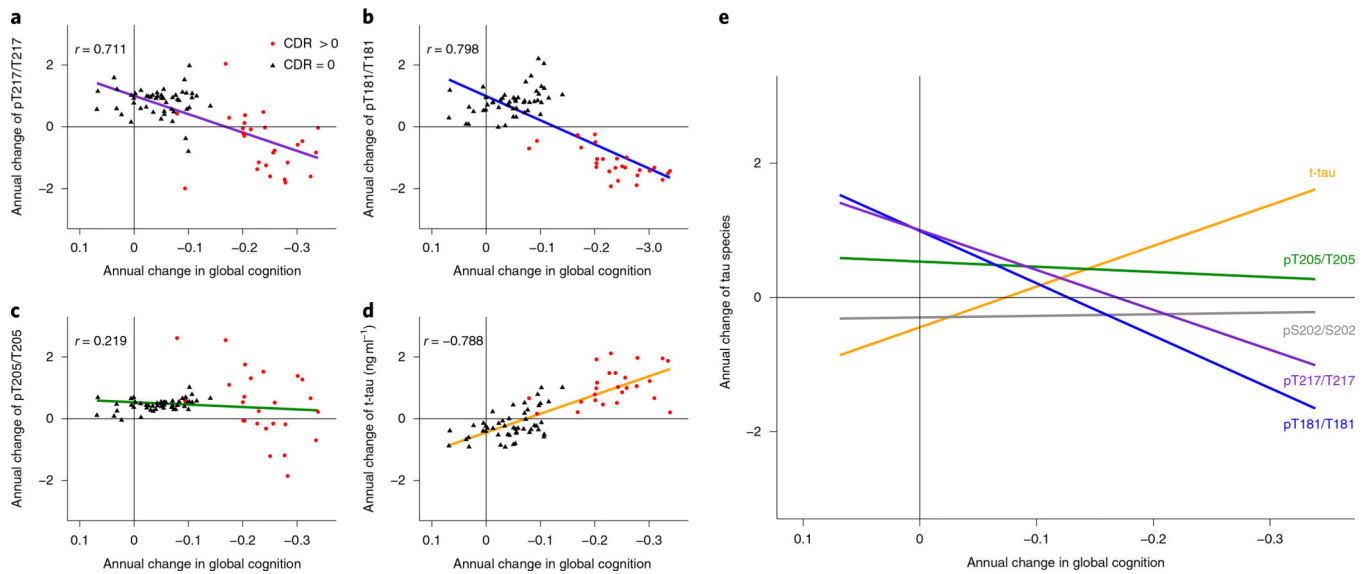 a
Annual change of pT217/T217
r = 0.711
CDR > 0
CDR = 0
2
0
−2
0.1 0 −0.1 −0.2 −0.3
Annual change in global cognition
b
Annual change of pT181/T181
r = 0.798
2
0
−2
0.1 0 −0.1 −0.2 −3.0
Annual change in global cognition
c
Annual change of pT205/T205
r = 0.219
2
0
−2
0.1 0 −0.1 −0.2 −0.3
Annual change in global cognition
d
Annual change of t-tau (ng ml⁻¹)
r = −0.788
2
0
−2
0.1 0 −0.1 −0.2 −0.3
Annual change in global cognition
e
Annual change of tau species
2
0
−2
t-tau
pT205/T205
pS202/S202
pT217/T217
pT181/T181
0.1 0 −0.1 −0.2 −0.3
Annual change in global cognition